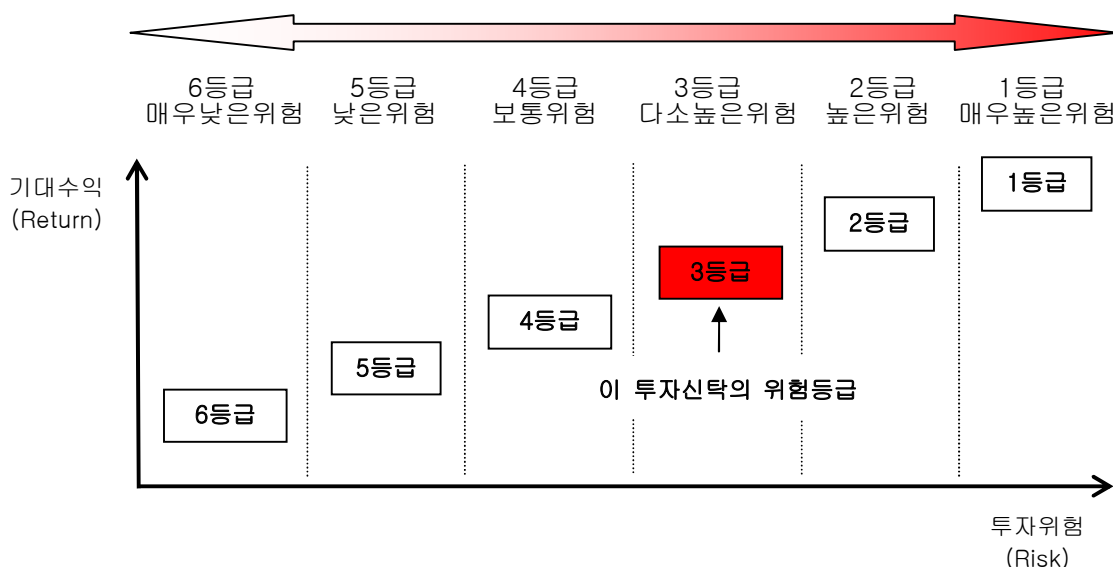 6등급
매우낮은위험
5등급
낮은위험
4등급
보통위험
3등급
다소높은위험
2등급
높은위험
1등급
매우높은위험
기대수익
(Return)
1등급
2등급
3등급
4등급
5등급
6등급
이 투자신탁의 위험등급
투자위험
(Risk)